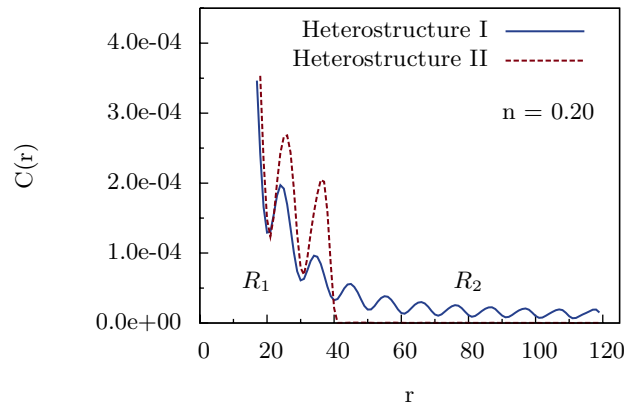 Heterostructure I
Heterostructure II
n = 0.20
4.0e-04
3.0e-04
2.0e-04
1.0e-04
0.0e+00
C(r)
R1
R2
0 20 40 60 80 100 120
r